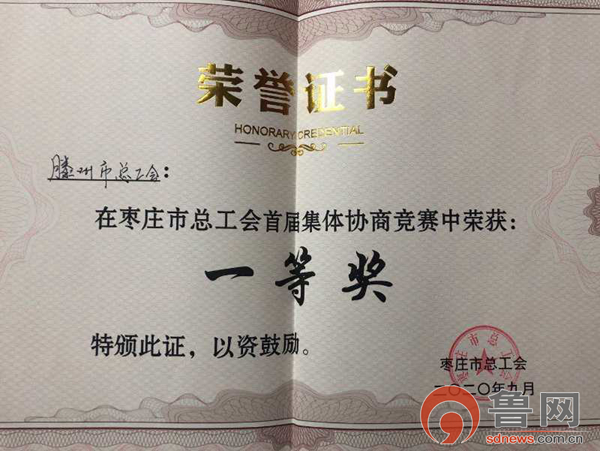 荣誉证书
HONORARY CREDENTIAL
滕州市总工会：
在枣庄市总工会首届集体协商竞赛中荣获：
一等奖
特颁此证，以资鼓励。
枣庄市总工会
二〇二〇年九月
鲁网
sdnews.com.cn